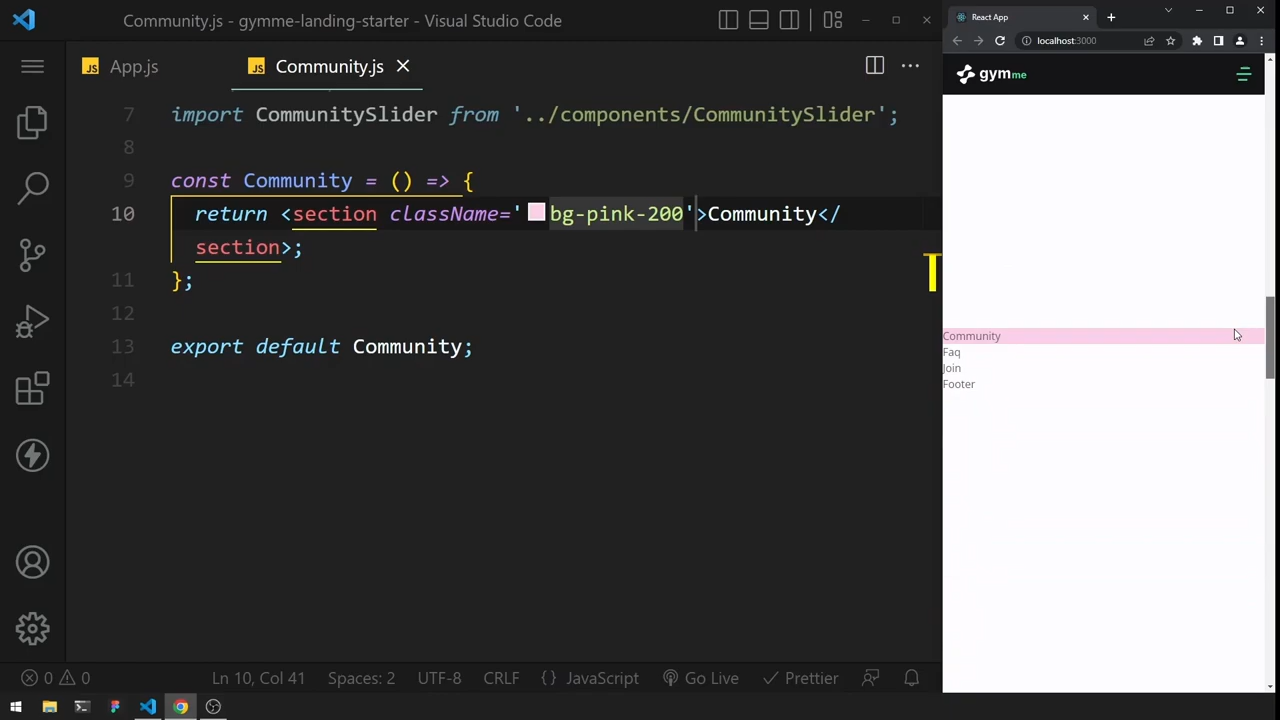 Community.js - gymme-landing-starter - Visual Studio Code
JS App.js
JS Community.js
7 import CommunitySlider from '../components/CommunitySlider';
8
9 const Community = () => {
10 return <section className='bg-pink-200'>Community</
section>;
11 };
12
13 export default Community;
14
0 0 Ln 10, Col 41 Spaces: 2 UTF-8 CRLF {} JavaScript Go Live Prettier
React App
localhost:3000
gymme
Community
Faq
Join
Footer